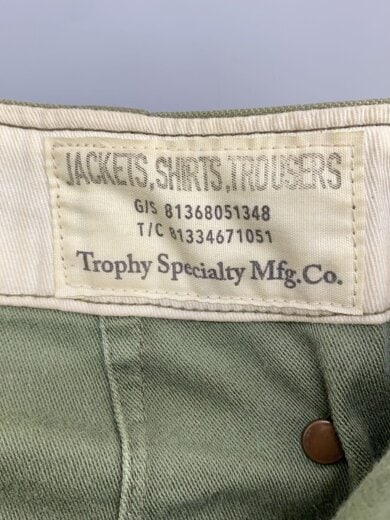 JACKETS,SHIRTS,TROUSERS
G/S 81368051348
T/C 81334671051
Trophy Specialty Mfg.Co.